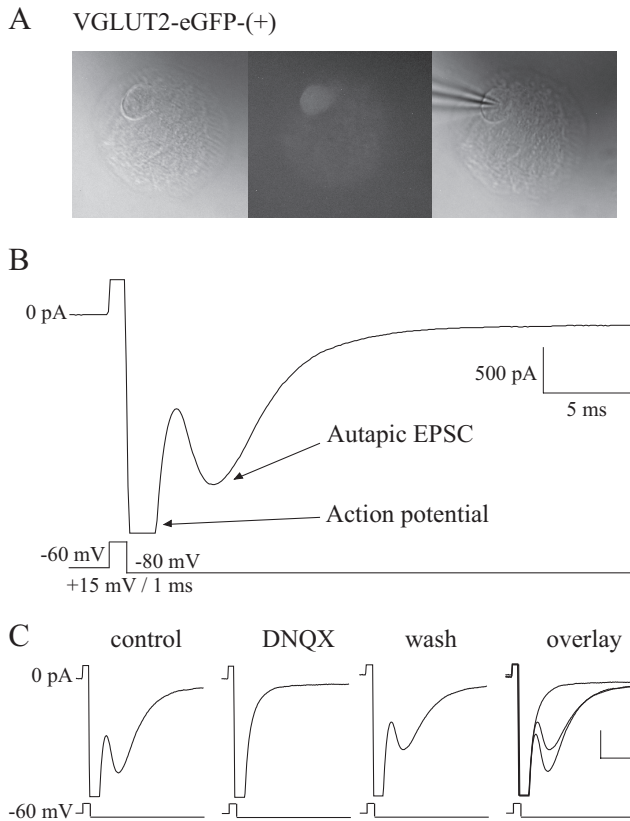 A VGLUT2-eGFP-(+)
B
0 pA
500 pA
5 ms
Autapic EPSC
Action potential
-60 mV
-80 mV
+15 mV / 1 ms
C
control DNQX wash overlay
0 pA
-60 mV